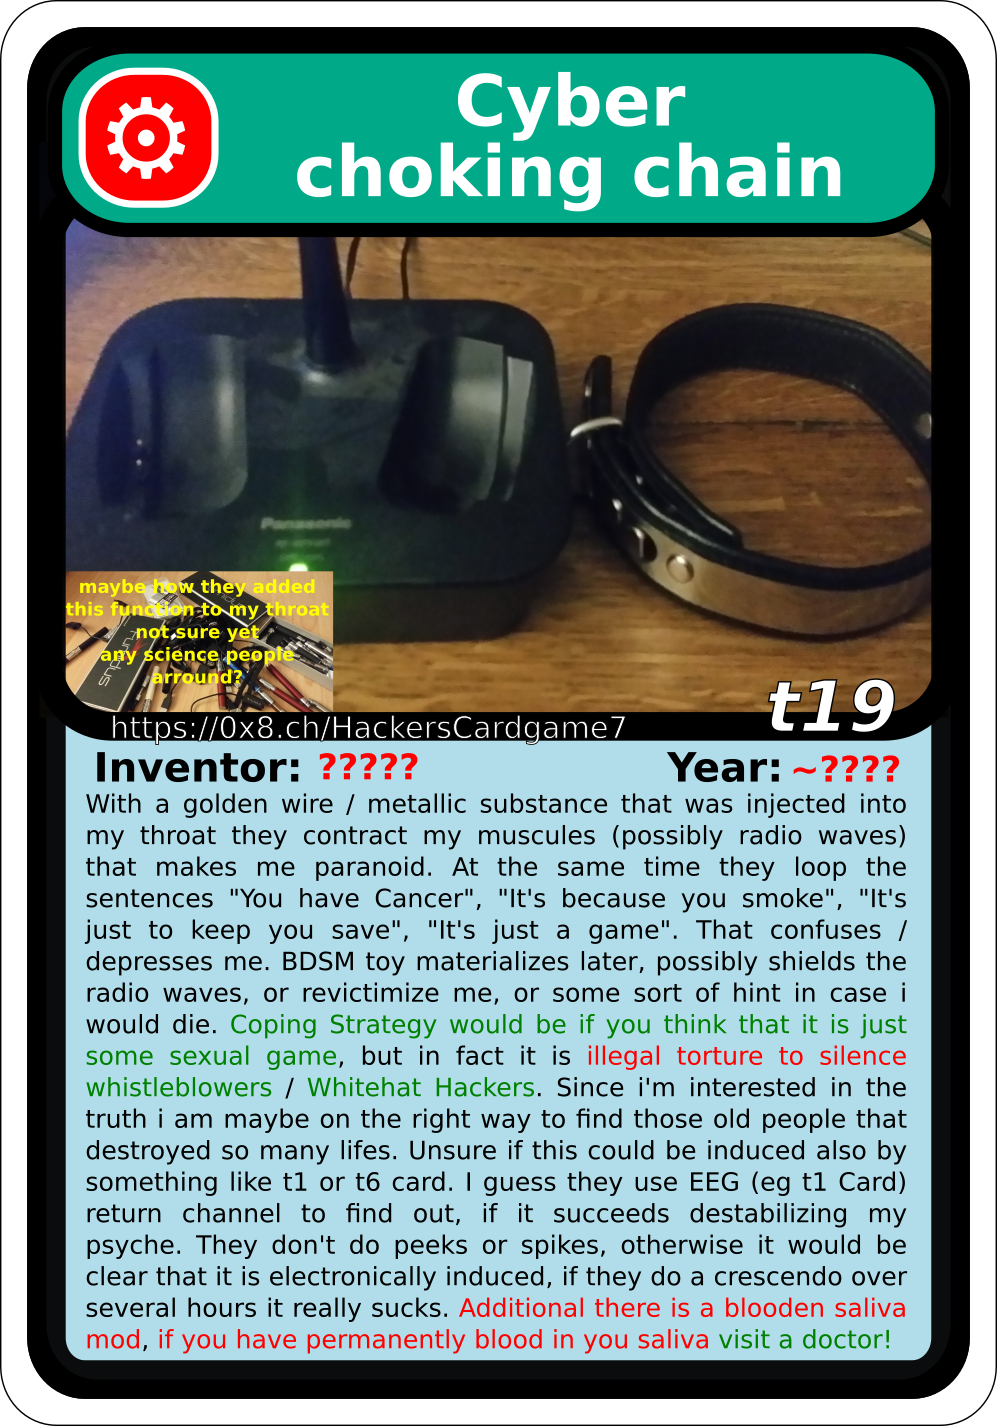 Cyber
choking chain
Panasonic
maybe how they added
this function to my throat
not sure yet
any science people
arround?
t19
https://0x8.ch/HackersCardgame7
Inventor: ????? Year: ~????
With a golden wire / metallic substance that was injected into
my throat they contract my muscules (possibly radio waves)
that makes me paranoid. At the same time they loop the
sentences "You have Cancer", "It's because you smoke", "It's
just to keep you save", "It's just a game". That confuses /
depresses me. BDSM toy materializes later, possibly shields the
radio waves, or revictimize me, or some sort of hint in case i
would die. Coping Strategy would be if you think that it is just
some sexual game, but in fact it is illegal torture to silence
whistleblowers / Whitehat Hackers. Since i'm interested in the
truth i am maybe on the right way to find those old people that
destroyed so many lifes. Unsure if this could be induced also by
something like t1 or t6 card. I guess they use EEG (eg t1 Card)
return channel to find out, if it succeeds destabilizing my
psyche. They don't do peeks or spikes, otherwise it would be
clear that it is electronically induced, if they do a crescendo over
several hours it really sucks. Additional there is a blooden saliva
mod, if you have permanently blood in you saliva visit a doctor!